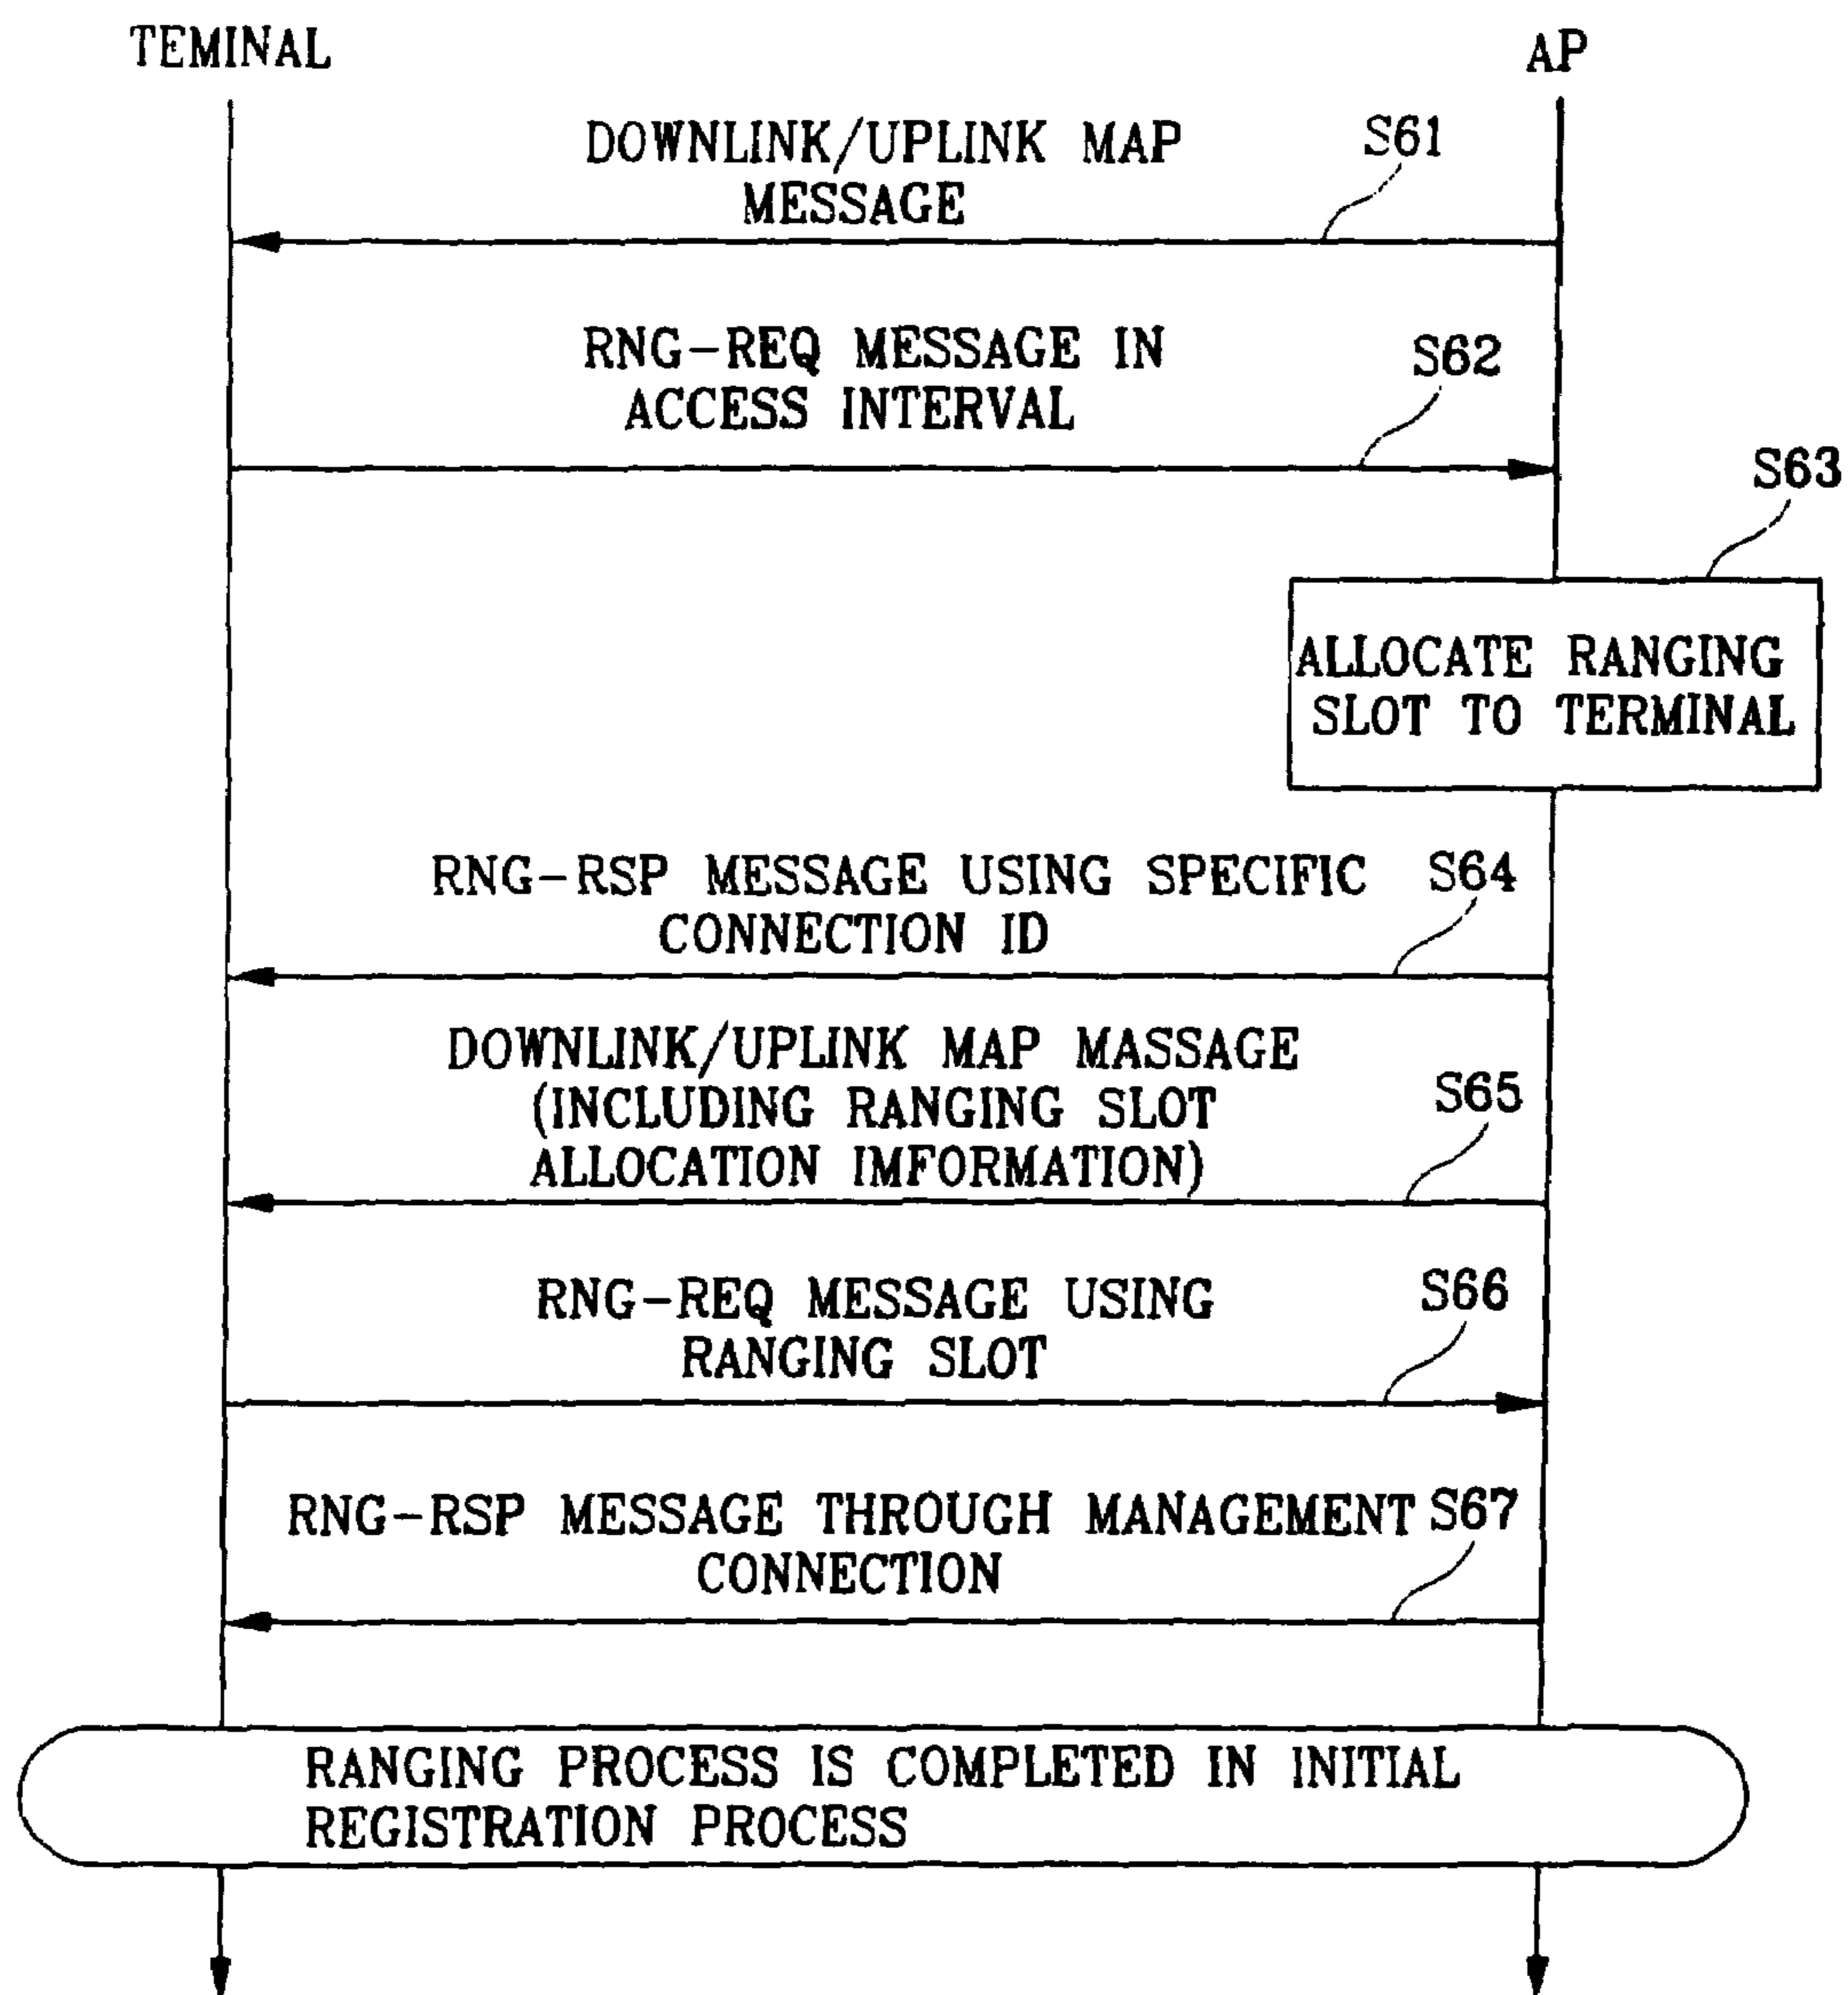 TEMINAL
AP
DOWNLINK/UPLINK MAP
MESSAGE
S61
RNG-REQ MESSAGE IN
ACCESS INTERVAL
S62
S63
ALLOCATE RANGING
SLOT TO TERMINAL
RNG-RSP MESSAGE USING SPECIFIC
CONNECTION ID
S64
DOWNLINK/UPLINK MAP MASSAGE
(INCLUDING RANGING SLOT
ALLOCATION IMFORMATION)
S65
RNG-REQ MESSAGE USING
RANGING SLOT
S66
RNG-RSP MESSAGE THROUGH MANAGEMENT
CONNECTION
S67
RANGING PROCESS IS COMPLETED IN INITIAL
REGISTRATION PROCESS